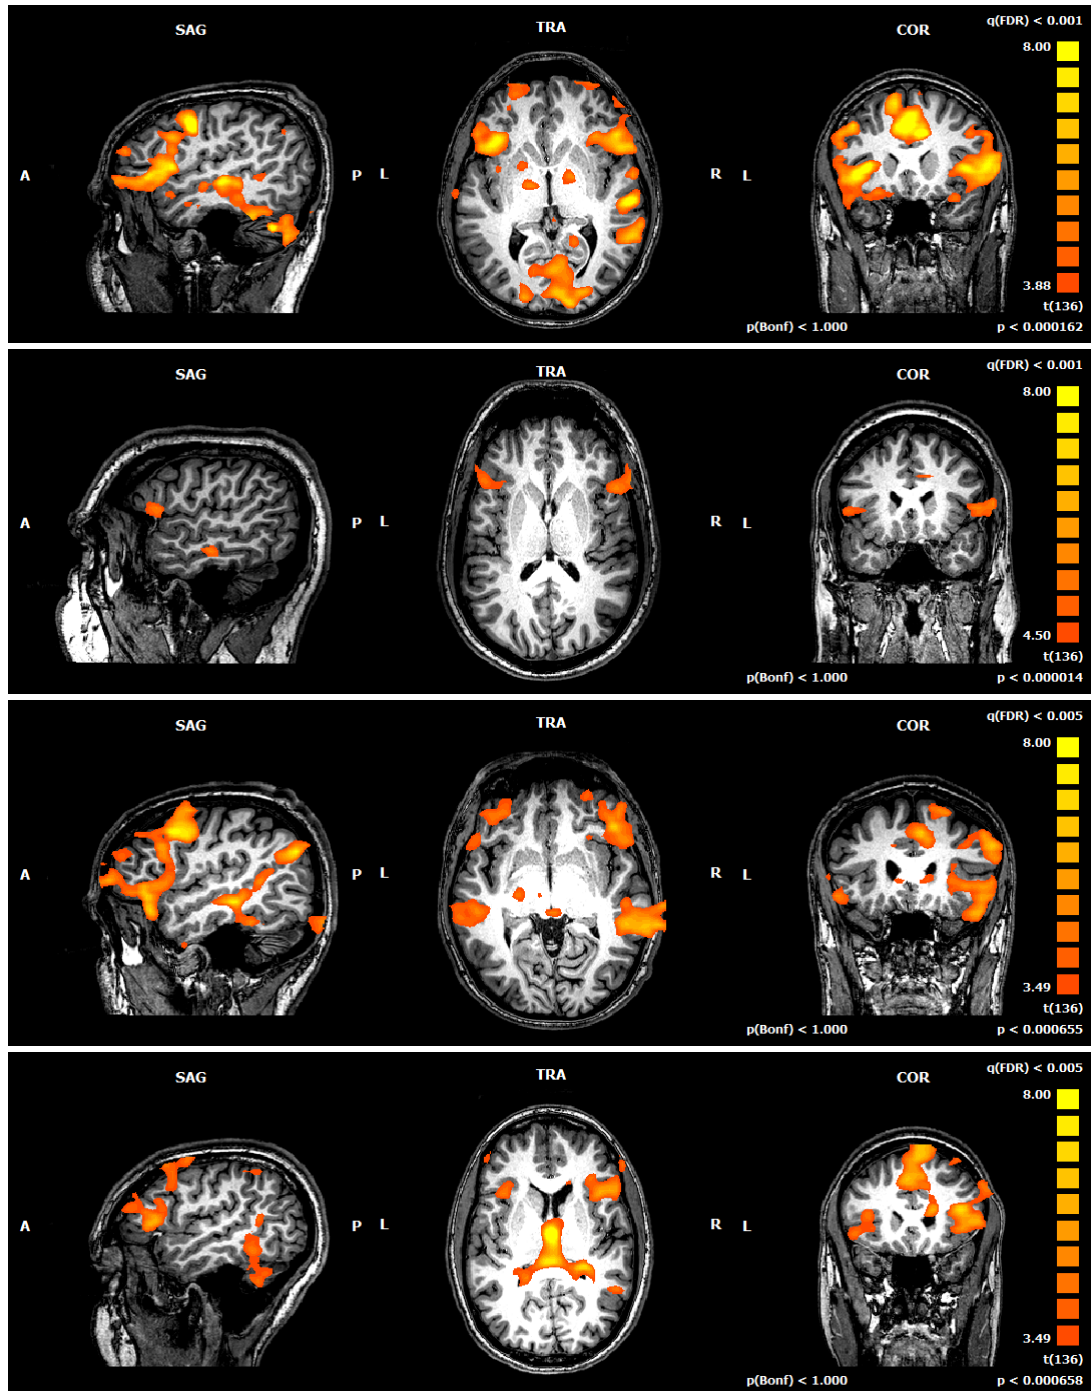 SAG TRA COR q(FDR) < 0.001
8.00
A P L R L
3.88
t(136)
p(Bonf) < 1.000 p < 0.000162
SAG TRA COR q(FDR) < 0.001
8.00
A P L R L
4.50
t(136)
p(Bonf) < 1.000 p < 0.000014
SAG TRA COR q(FDR) < 0.005
8.00
A P L R L
3.49
t(136)
p(Bonf) < 1.000 p < 0.000655
SAG TRA COR q(FDR) < 0.005
8.00
A P L R L
3.49
t(136)
p(Bonf) < 1.000 p < 0.000658